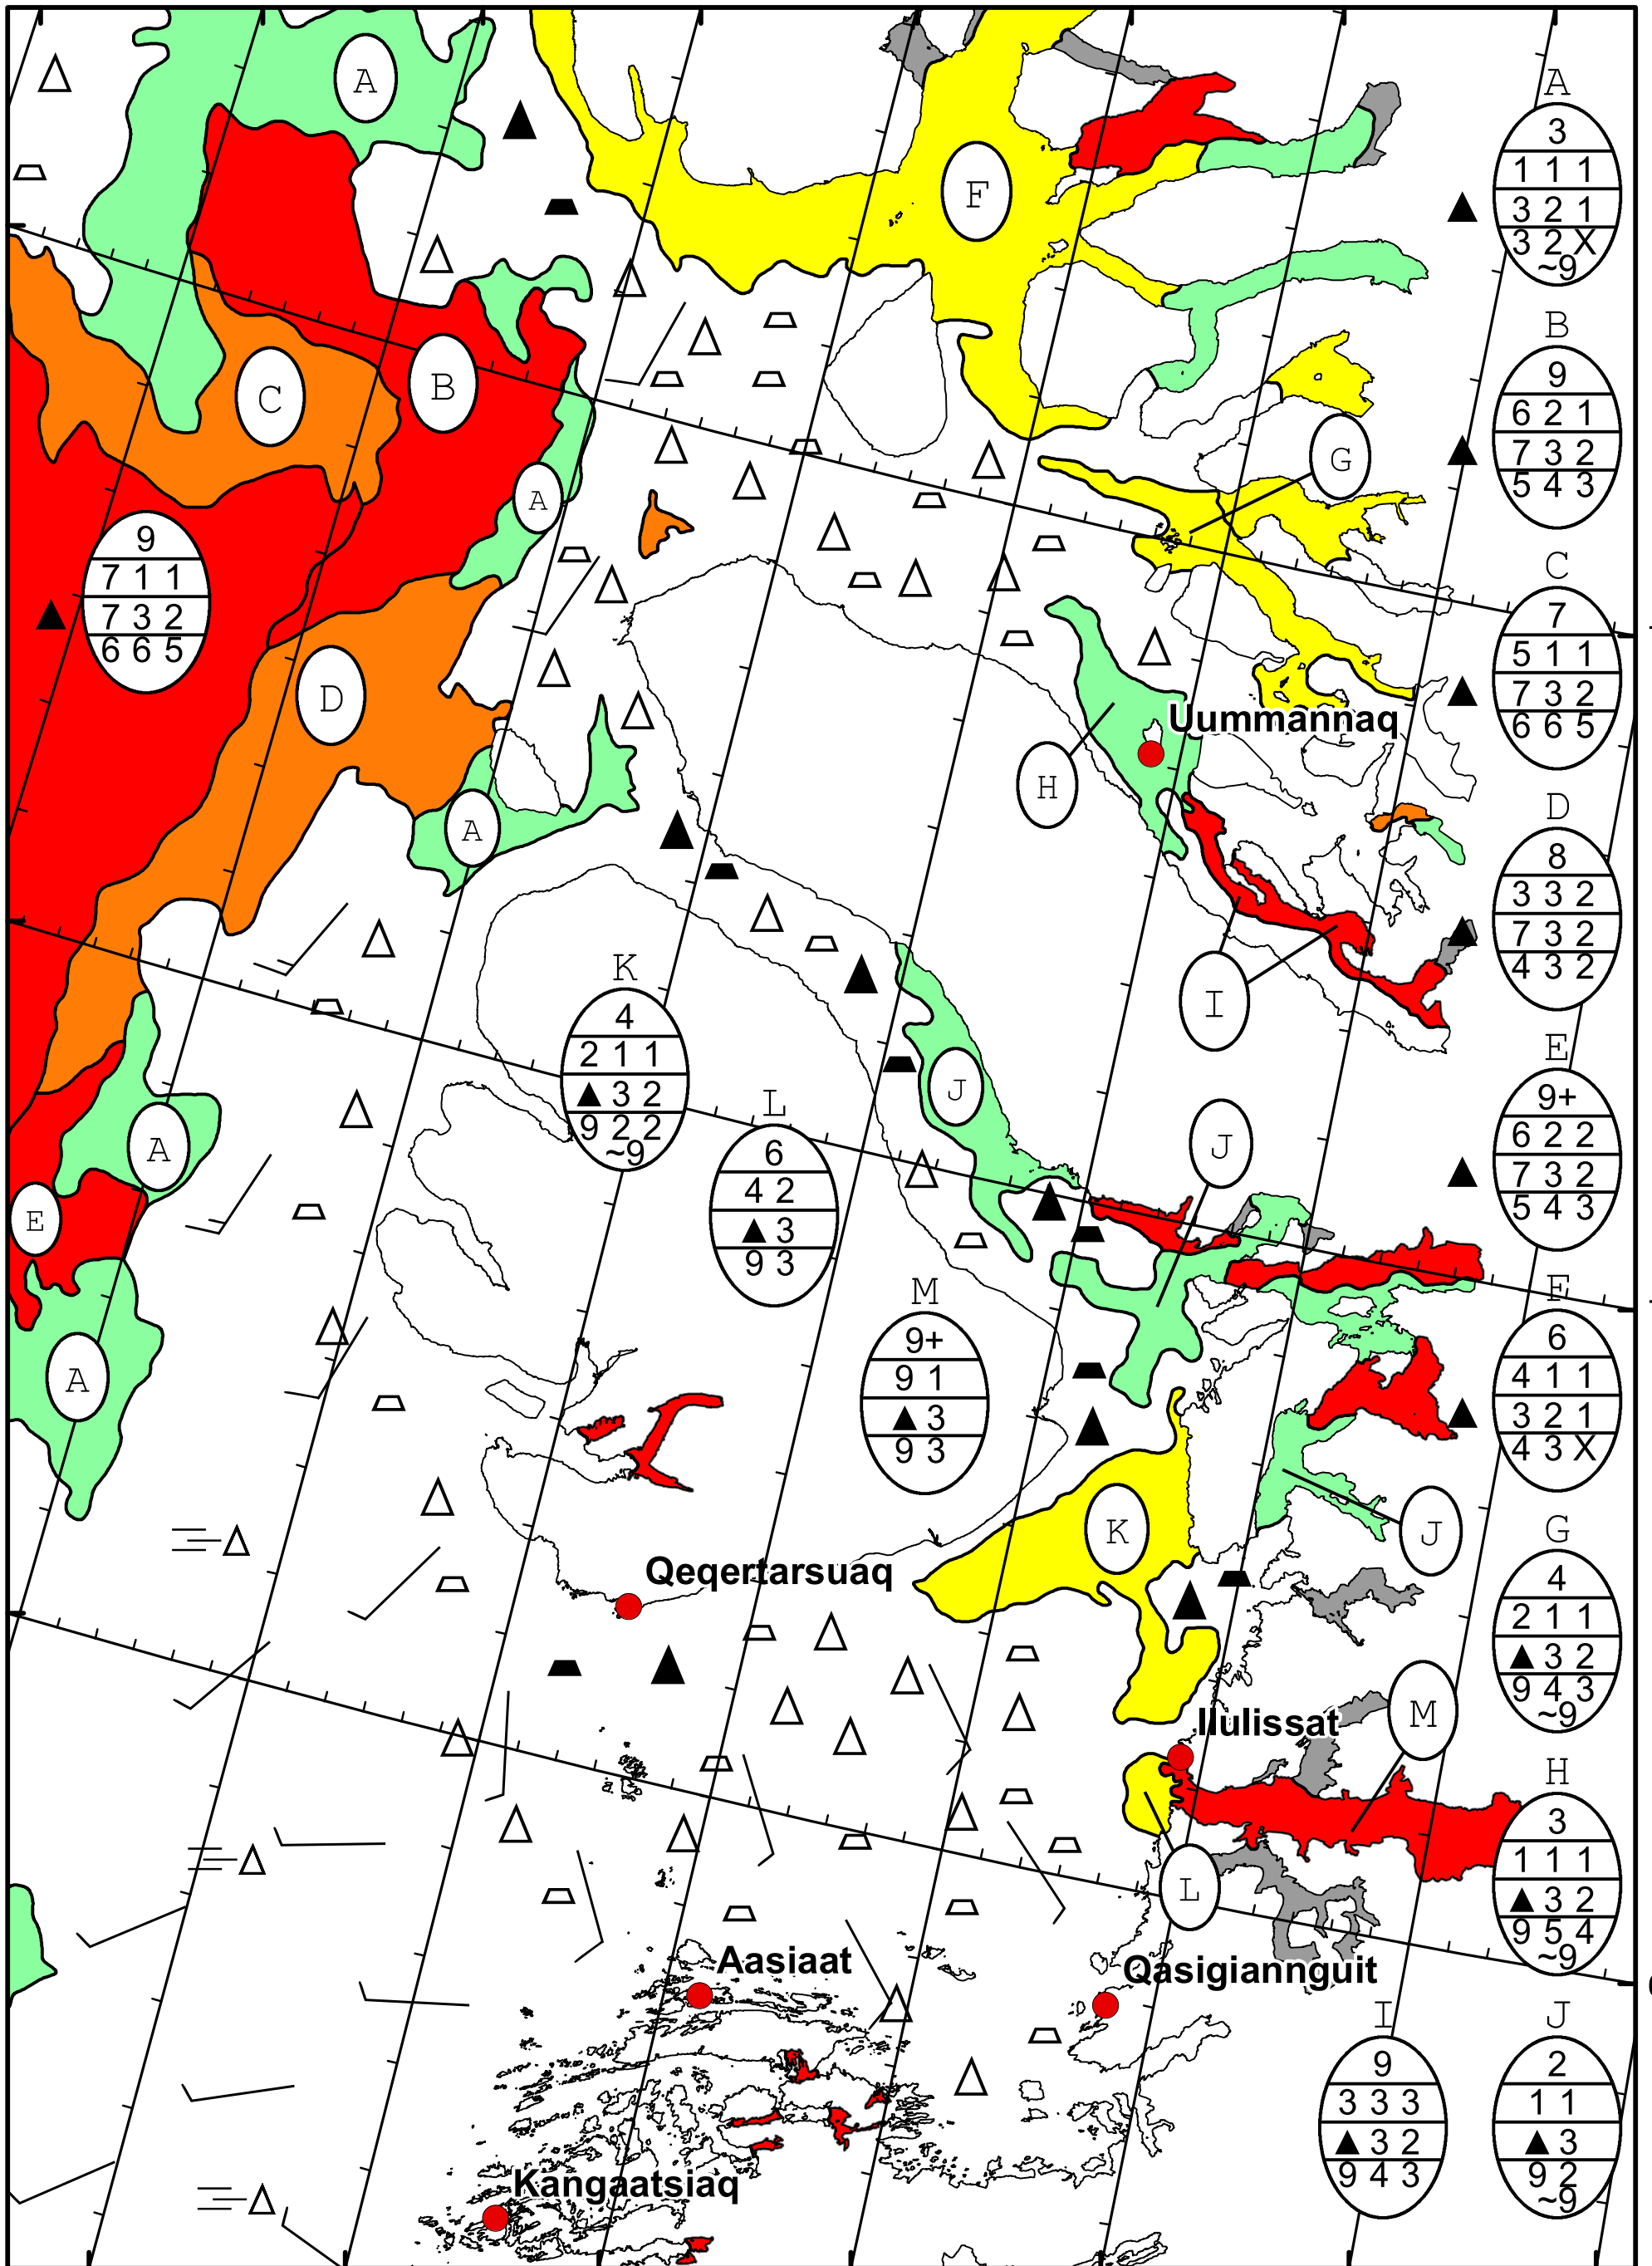 A
F
C
B
A
G
9
7 1 1
7 3 2
6 6 5
D
Uummannaq
H
A
I
J
J
A
E
A
J
K
Qeqertarsuaq
Ilulissat
M
L
Aasiaat
Qasigiannguit
Kangaatsiaq
K
4
2 1 1
▲ 3 2
9 2 2
~9
L
6
4 2
▲ 3
9 3
M
9+
9 1
▲ 3
9 3
A
3
1 1 1
3 2 1
3 2 X
~9
B
9
6 2 1
7 3 2
5 4 3
C
7
5 1 1
7 3 2
6 6 5
D
8
3 3 2
7 3 2
4 3 2
E
9+
6 2 2
7 3 2
5 4 3
F
6
4 1 1
3 2 1
4 3 X
G
4
2 1 1
▲ 3 2
9 4 3
~9
H
3
1 1 1
▲ 3 2
9 5 4
~9
I
9
3 3 3
▲ 3 2
9 4 3
J
2
1 1
▲ 3
9 2
~9